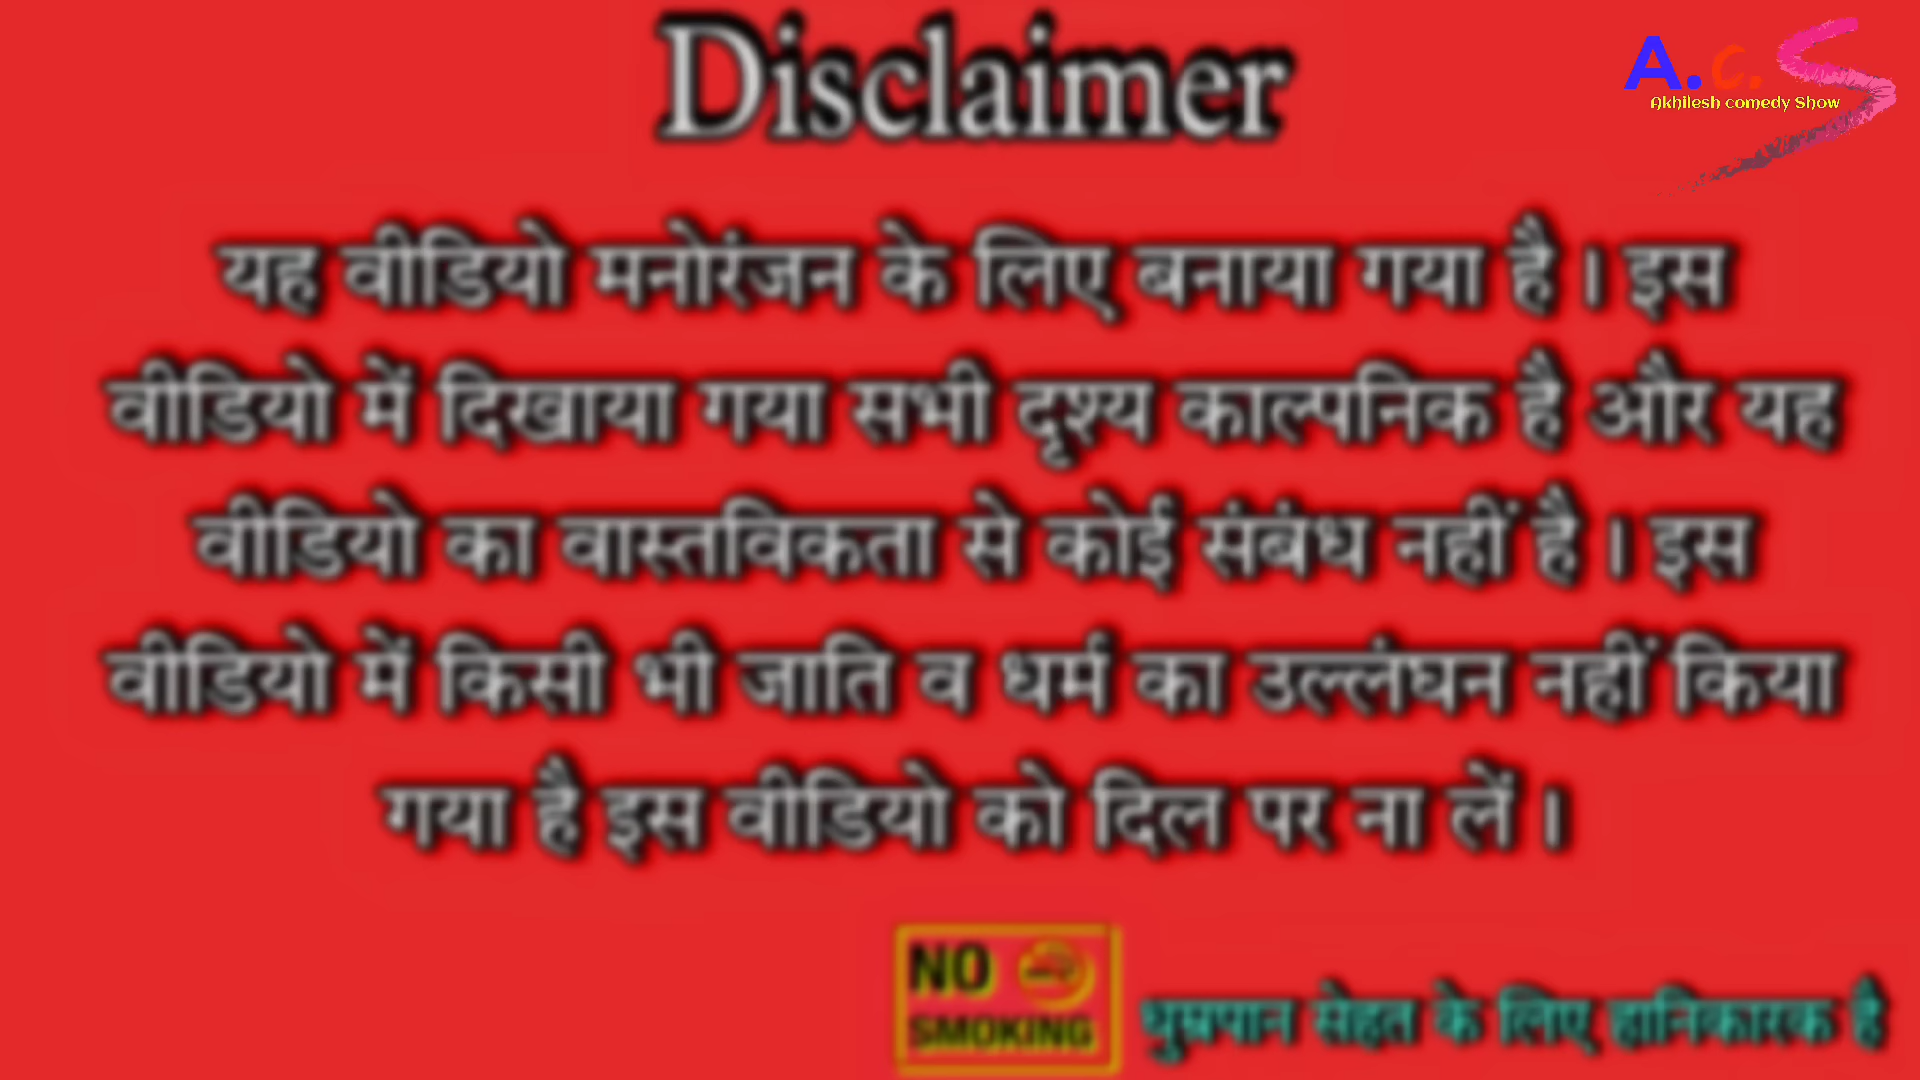 Disclaimer
A.c.S
Akhilesh comedy Show
यह वीडियो मनोरंजन के लिए बनाया गया है । इस
वीडियो में दिखाया गया सभी दृश्य काल्पनिक है और यह
वीडियो का वास्तविकता से कोई संबंध नहीं है । इस
वीडियो में किसी भी जाति व धर्म का उल्लंघन नहीं किया
गया है इस वीडियो को दिल पर ना लें ।
NO
SMOKING
धुम्रपान सेहत के लिए हानिकारक है